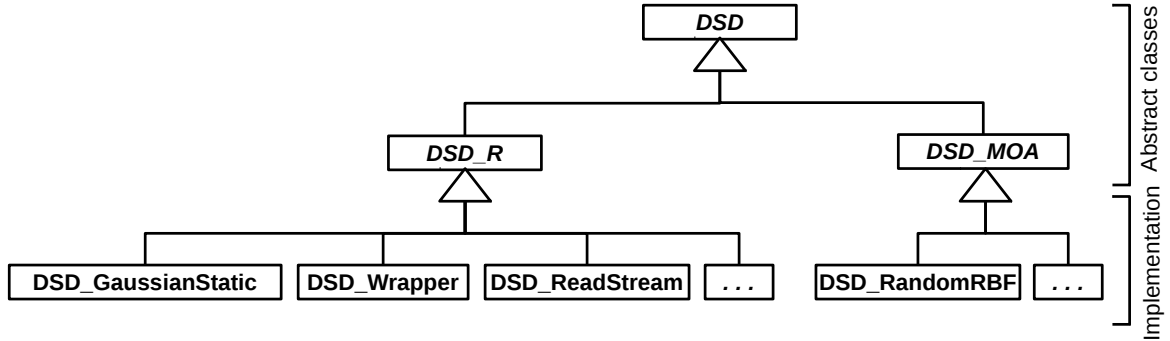 DSD
DSD_R
DSD_MOA
DSD_GaussianStatic
DSD_Wrapper
DSD_ReadStream
. . .
DSD_RandomRBF
. . .
Abstract classes
Implementation